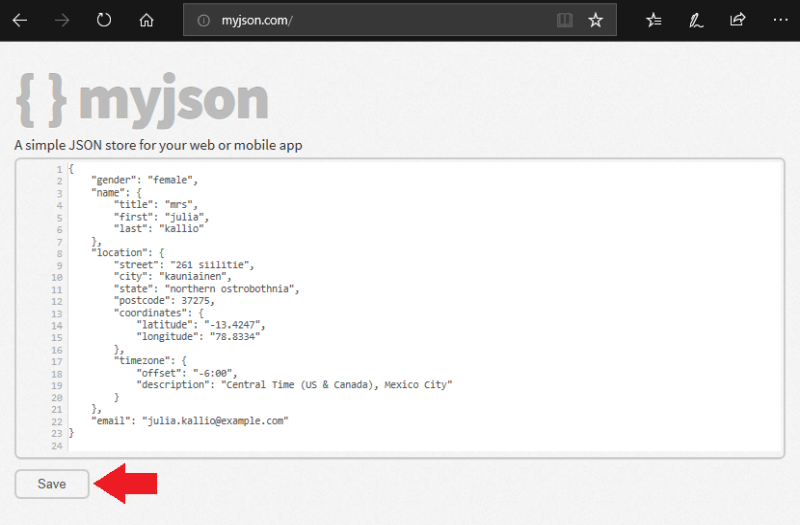 myjson.com/
{ } myjson
A simple JSON store for your web or mobile app
1 {
2     "gender": "female",
3     "name": {
4         "title": "mrs",
5         "first": "julia",
6         "last": "kallio"
7     },
8     "location": {
9         "street": "261 siilitie",
10         "city": "kauniainen",
11         "state": "northern ostrobothnia",
12         "postcode": 37275,
13         "coordinates": {
14             "latitude": "-13.4247",
15             "longitude": "78.8334"
16         },
17         "timezone": {
18             "offset": "-6:00",
19             "description": "Central Time (US & Canada), Mexico City"
20         }
21     },
22     "email": "julia.kallio@example.com"
23 }
24
Save